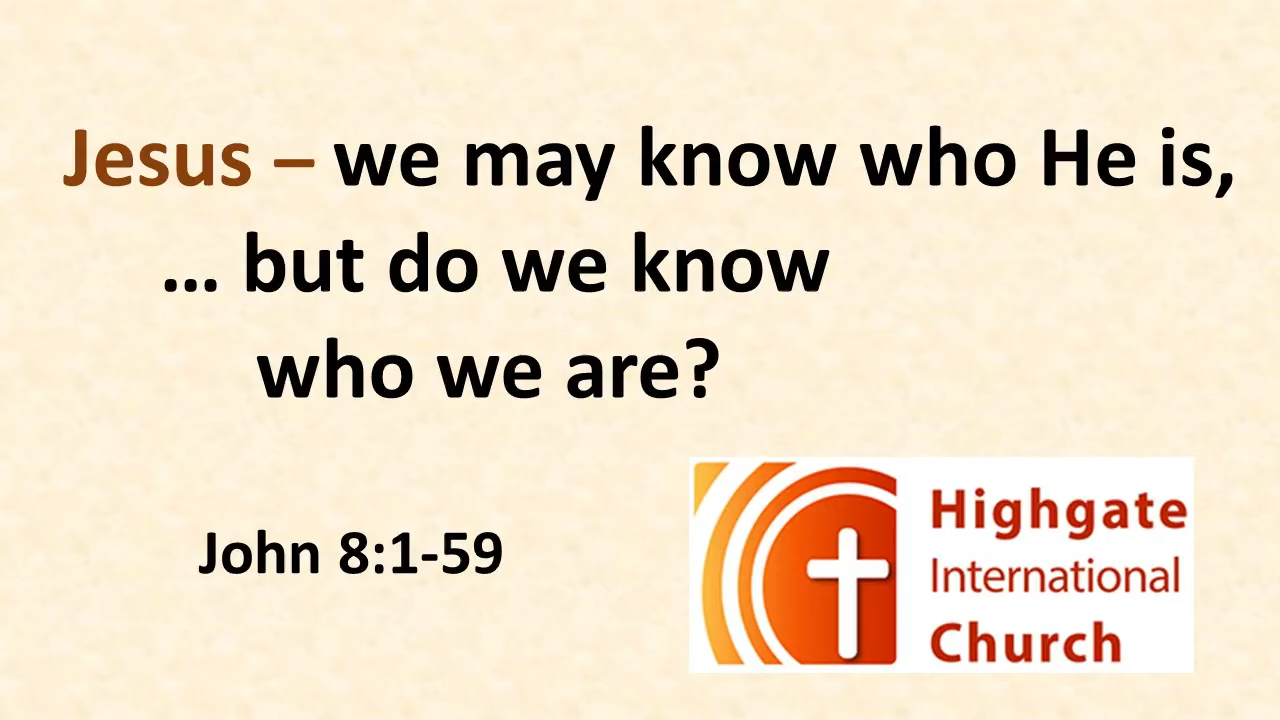 Jesus – we may know who He is,
… but do we know
who we are?
John 8:1-59
Highgate
International
Church